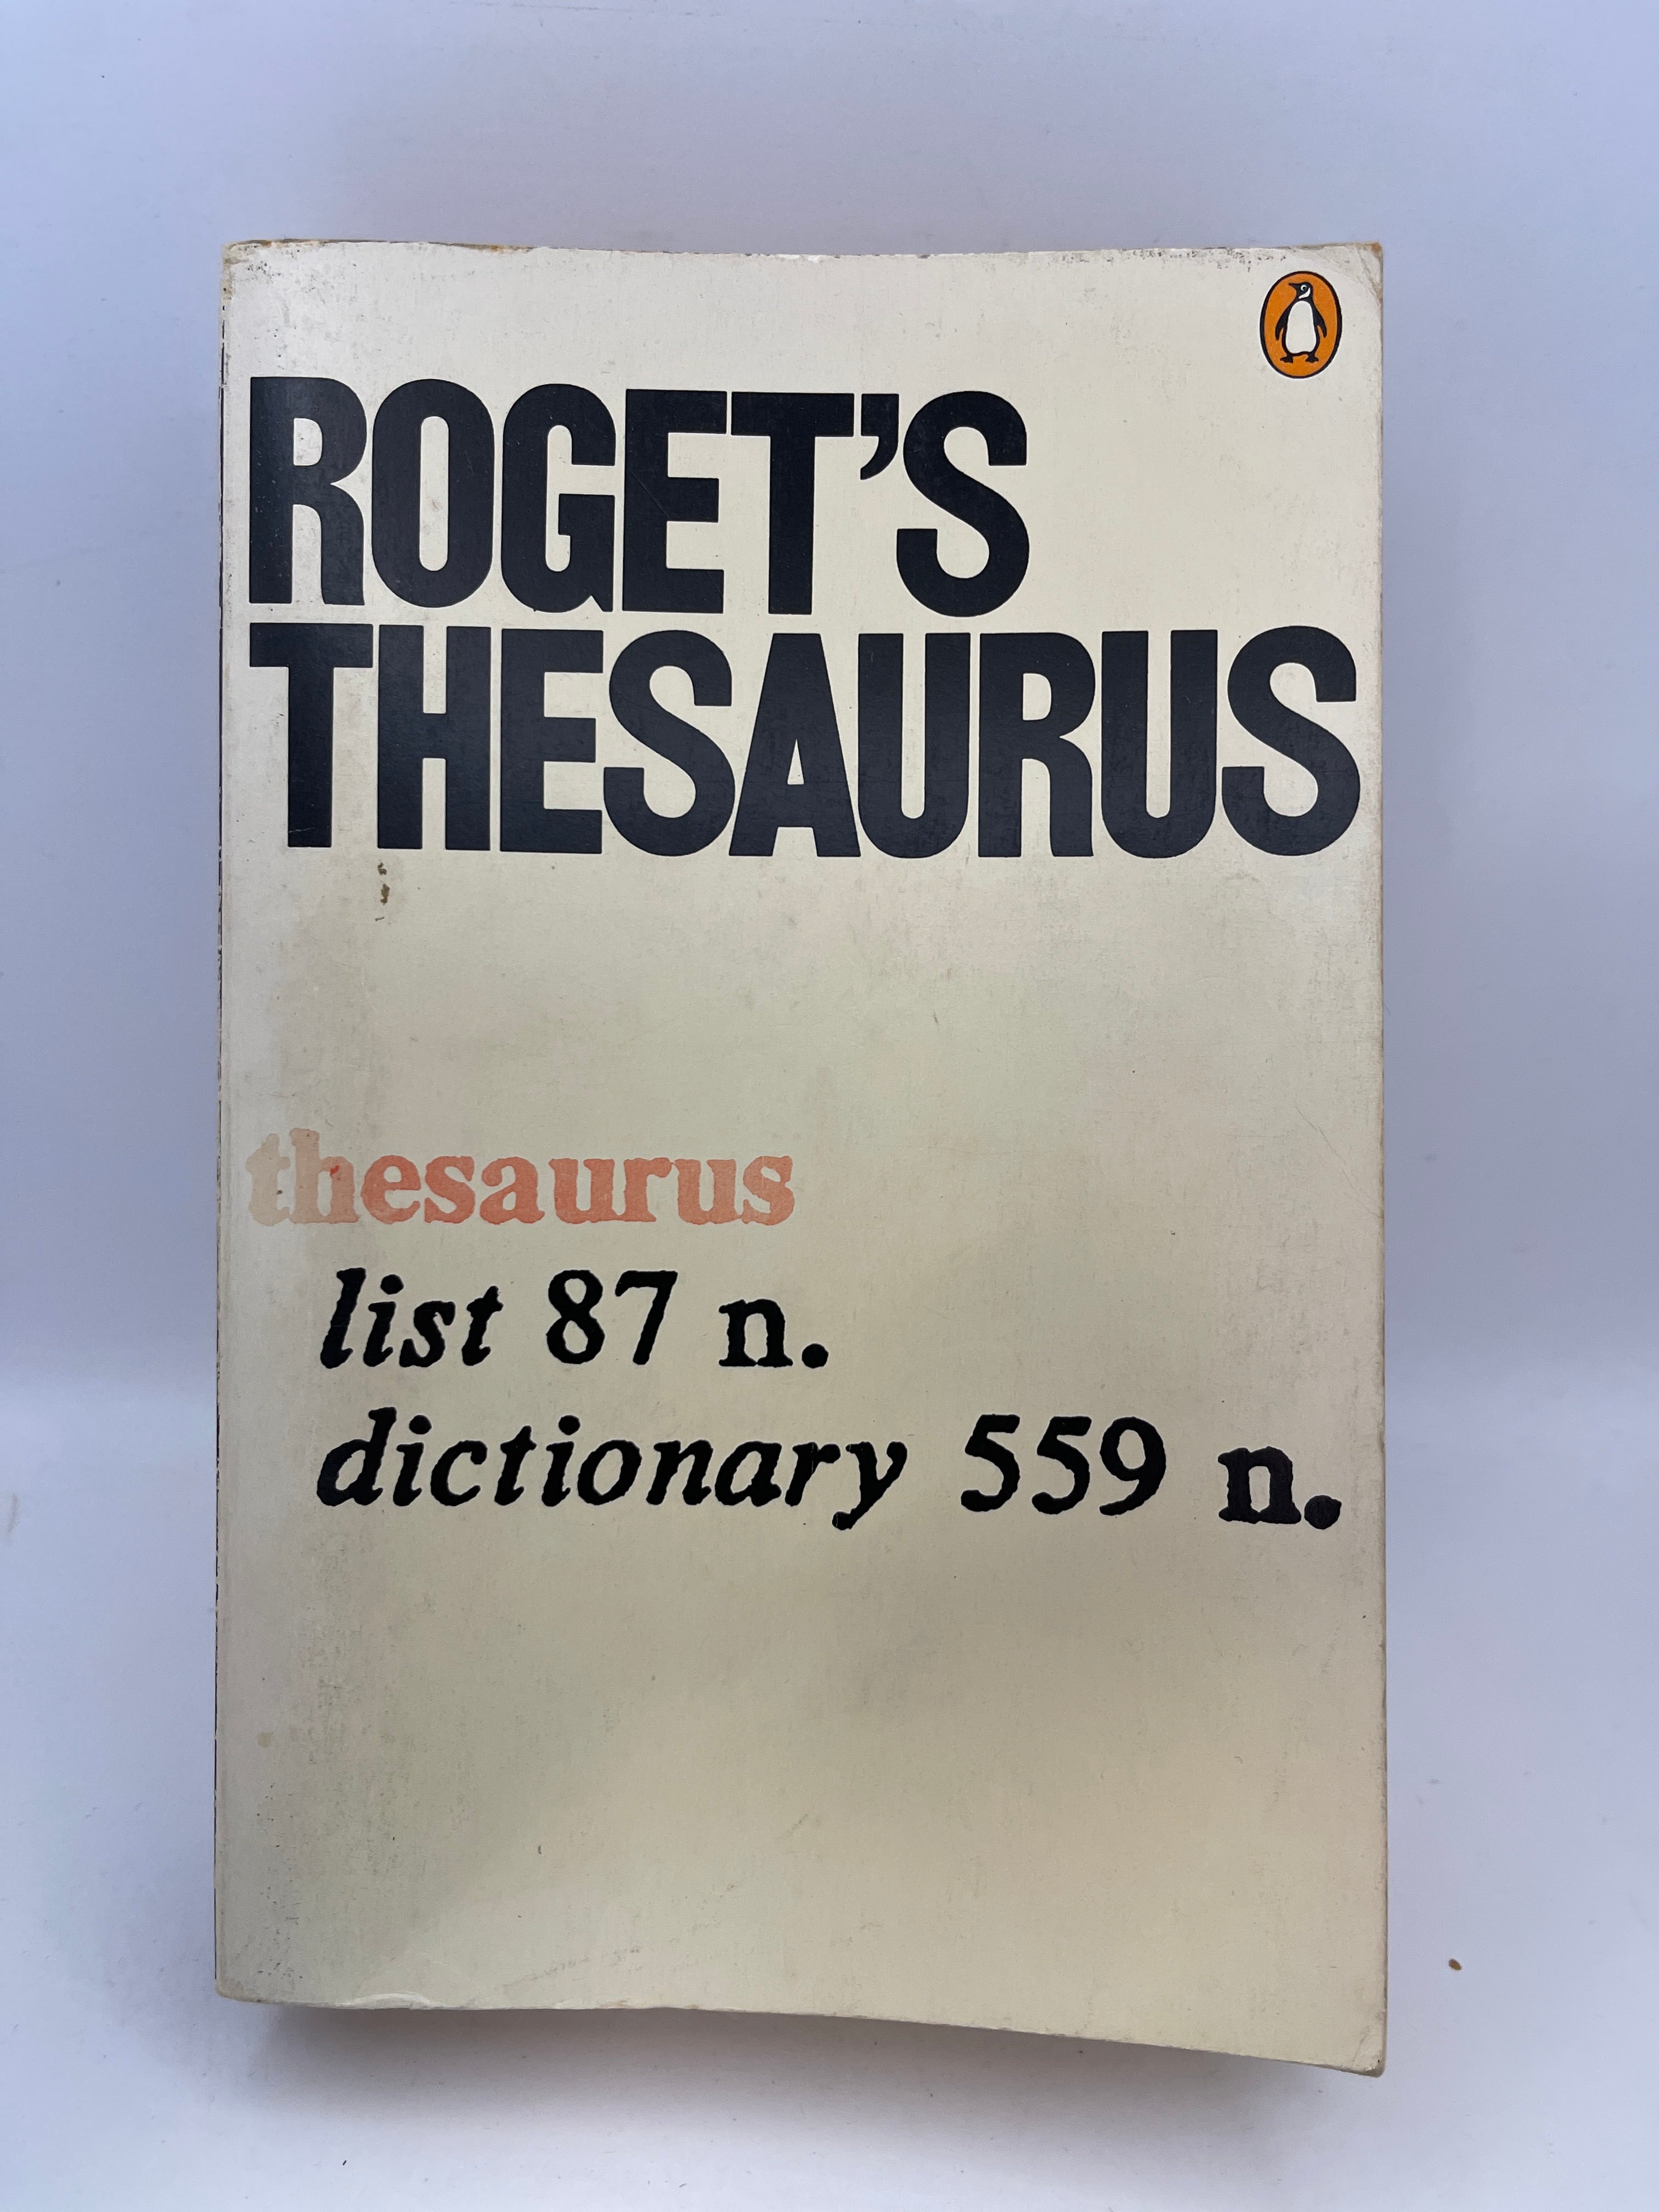 ROGET'S
THESAURUS
thesaurus
list 87 n.
dictionary 559 n.